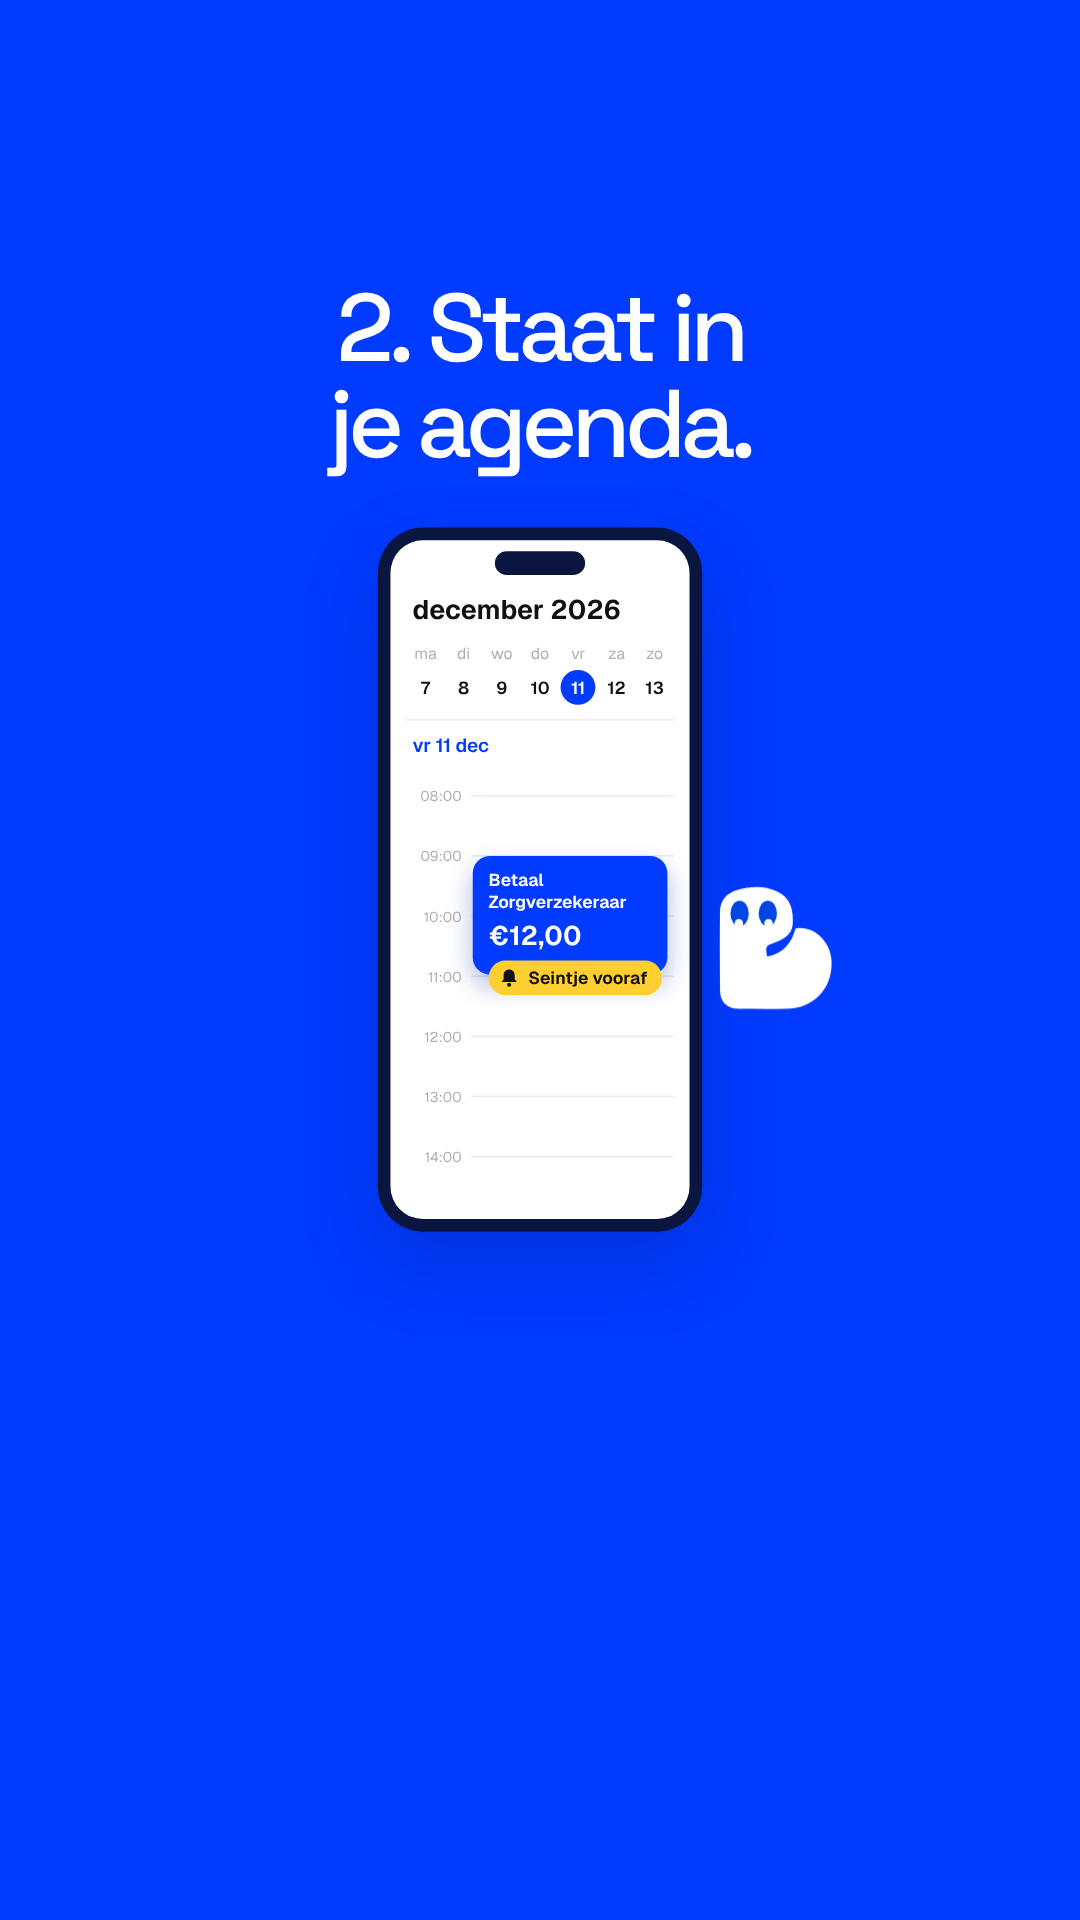 2. Staat in
je agenda.
december 2026
ma di wo do vr za zo
7 8 9 10 11 12 13
vr 11 dec
08:00
09:00
Betaal
Zorgverzekeraar
10:00
€12,00
11:00
Seintje vooraf
12:00
13:00
14:00